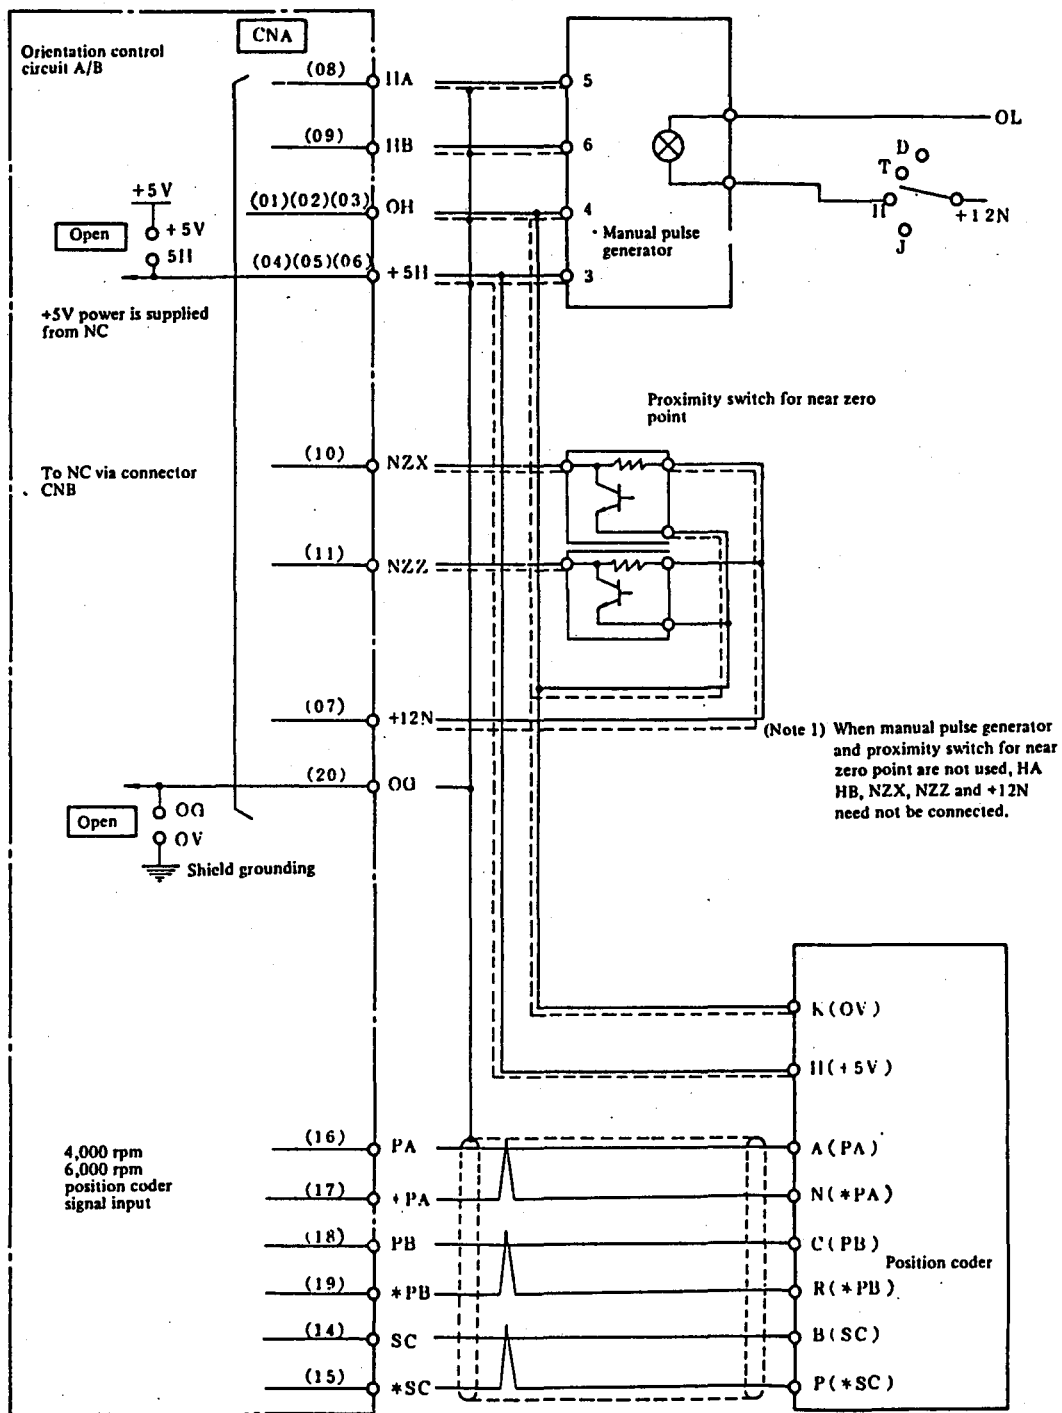 CNA
Orientation control
circuit A/B
(08) HA 5
(09) HB 6
(01)(02)(03) OH 4
(04)(05)(06) +5H 3
+5V
Open
+5V
5H
+5V power is supplied
from NC
Manual pulse
generator
OL
D
T
H
J
+12N
Proximity switch for near zero
point
To NC via connector
CNB
(10) NZX
(11) NZZ
(07) +12N
(20) OG
Open
OG
OV
Shield grounding
(Note 1) When manual pulse generator
and proximity switch for near
zero point are not used, HA
HB, NZX, NZZ and +12N
need not be connected.
K(OV)
H(+5V)
4,000 rpm
6,000 rpm
position coder
signal input
(16) PA A(PA)
(17) *PA N(*PA)
(18) PB C(PB)
Position coder
(19) *PB R(*PB)
(14) SC B(SC)
(15) *SC P(*SC)